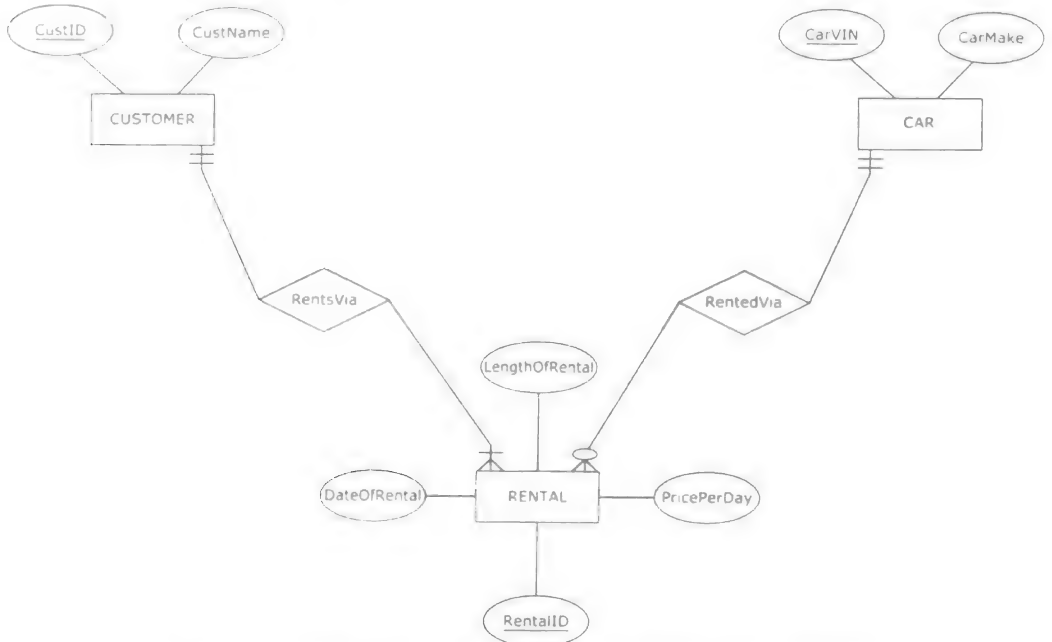 CustID
CustName
CarVIN
CarMake
CUSTOMER
CAR
RentsVia
RentedVia
LengthOfRental
DateOfRental
RENTAL
PricePerDay
RentalID